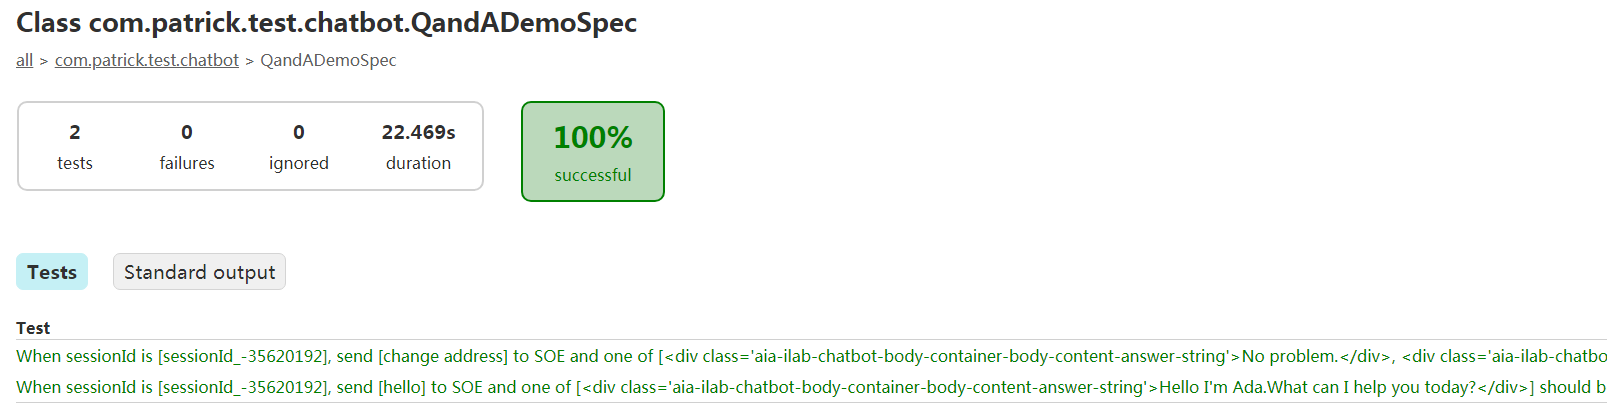 Class com.patrick.test.chatbot.QandADemoSpec
all > com.patrick.test.chatbot > QandADemoSpec
2 0 0 22.469s
tests failures ignored duration
100%
successful
Tests Standard output
Test
When sessionId is [sessionId_-35620192], send [change address] to SOE and one of [<div class='aia-ilab-chatbot-body-container-body-content-answer-string'>No problem.</div>, <div class='aia-ilab-chatbo
When sessionId is [sessionId_-35620192], send [hello] to SOE and one of [<div class='aia-ilab-chatbot-body-container-body-content-answer-string'>Hello I'm Ada.What can I help you today?</div>] should b